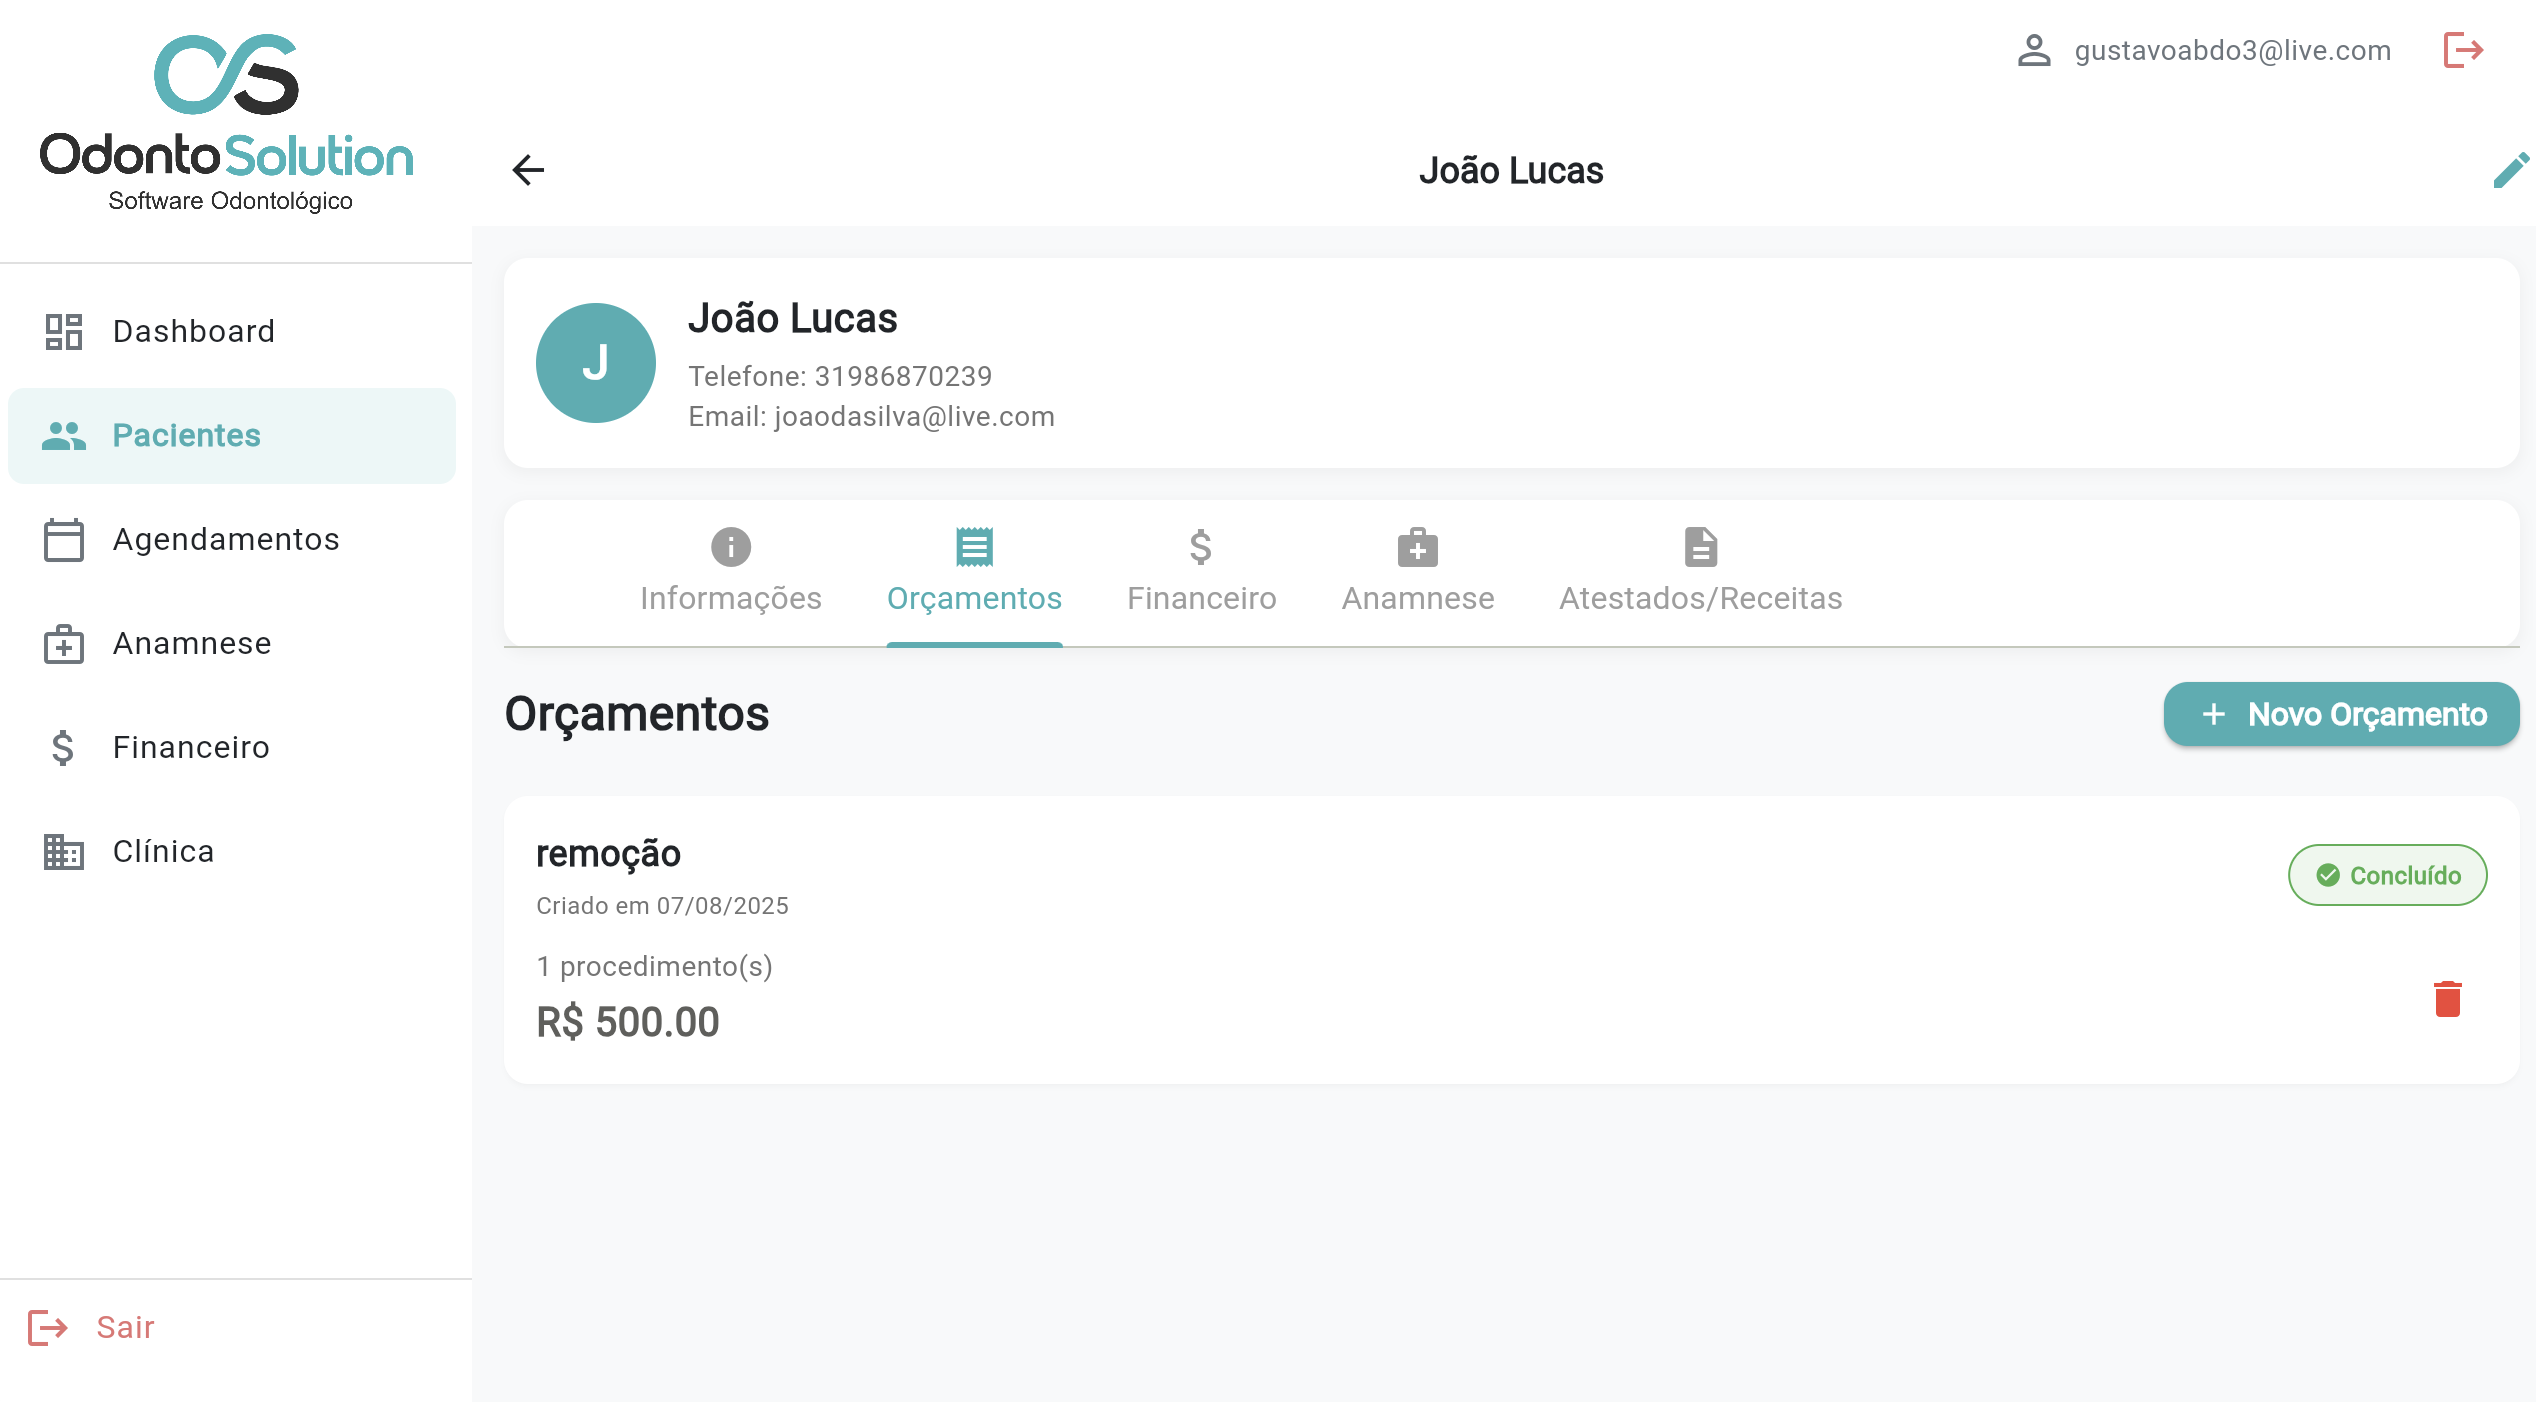 OS
OdontoSolution
Software Odontológico
Dashboard
Pacientes
Agendamentos
Anamnese
Financeiro
Clínica
Sair
gustavoabdo3@live.com
João Lucas
J
João Lucas
Telefone: 31986870239
Email: joaodasilva@live.com
Informações
Orçamentos
Financeiro
Anamnese
Atestados/Receitas
Orçamentos
+ Novo Orçamento
remoção
Criado em 07/08/2025
Concluído
1 procedimento(s)
R$ 500.00